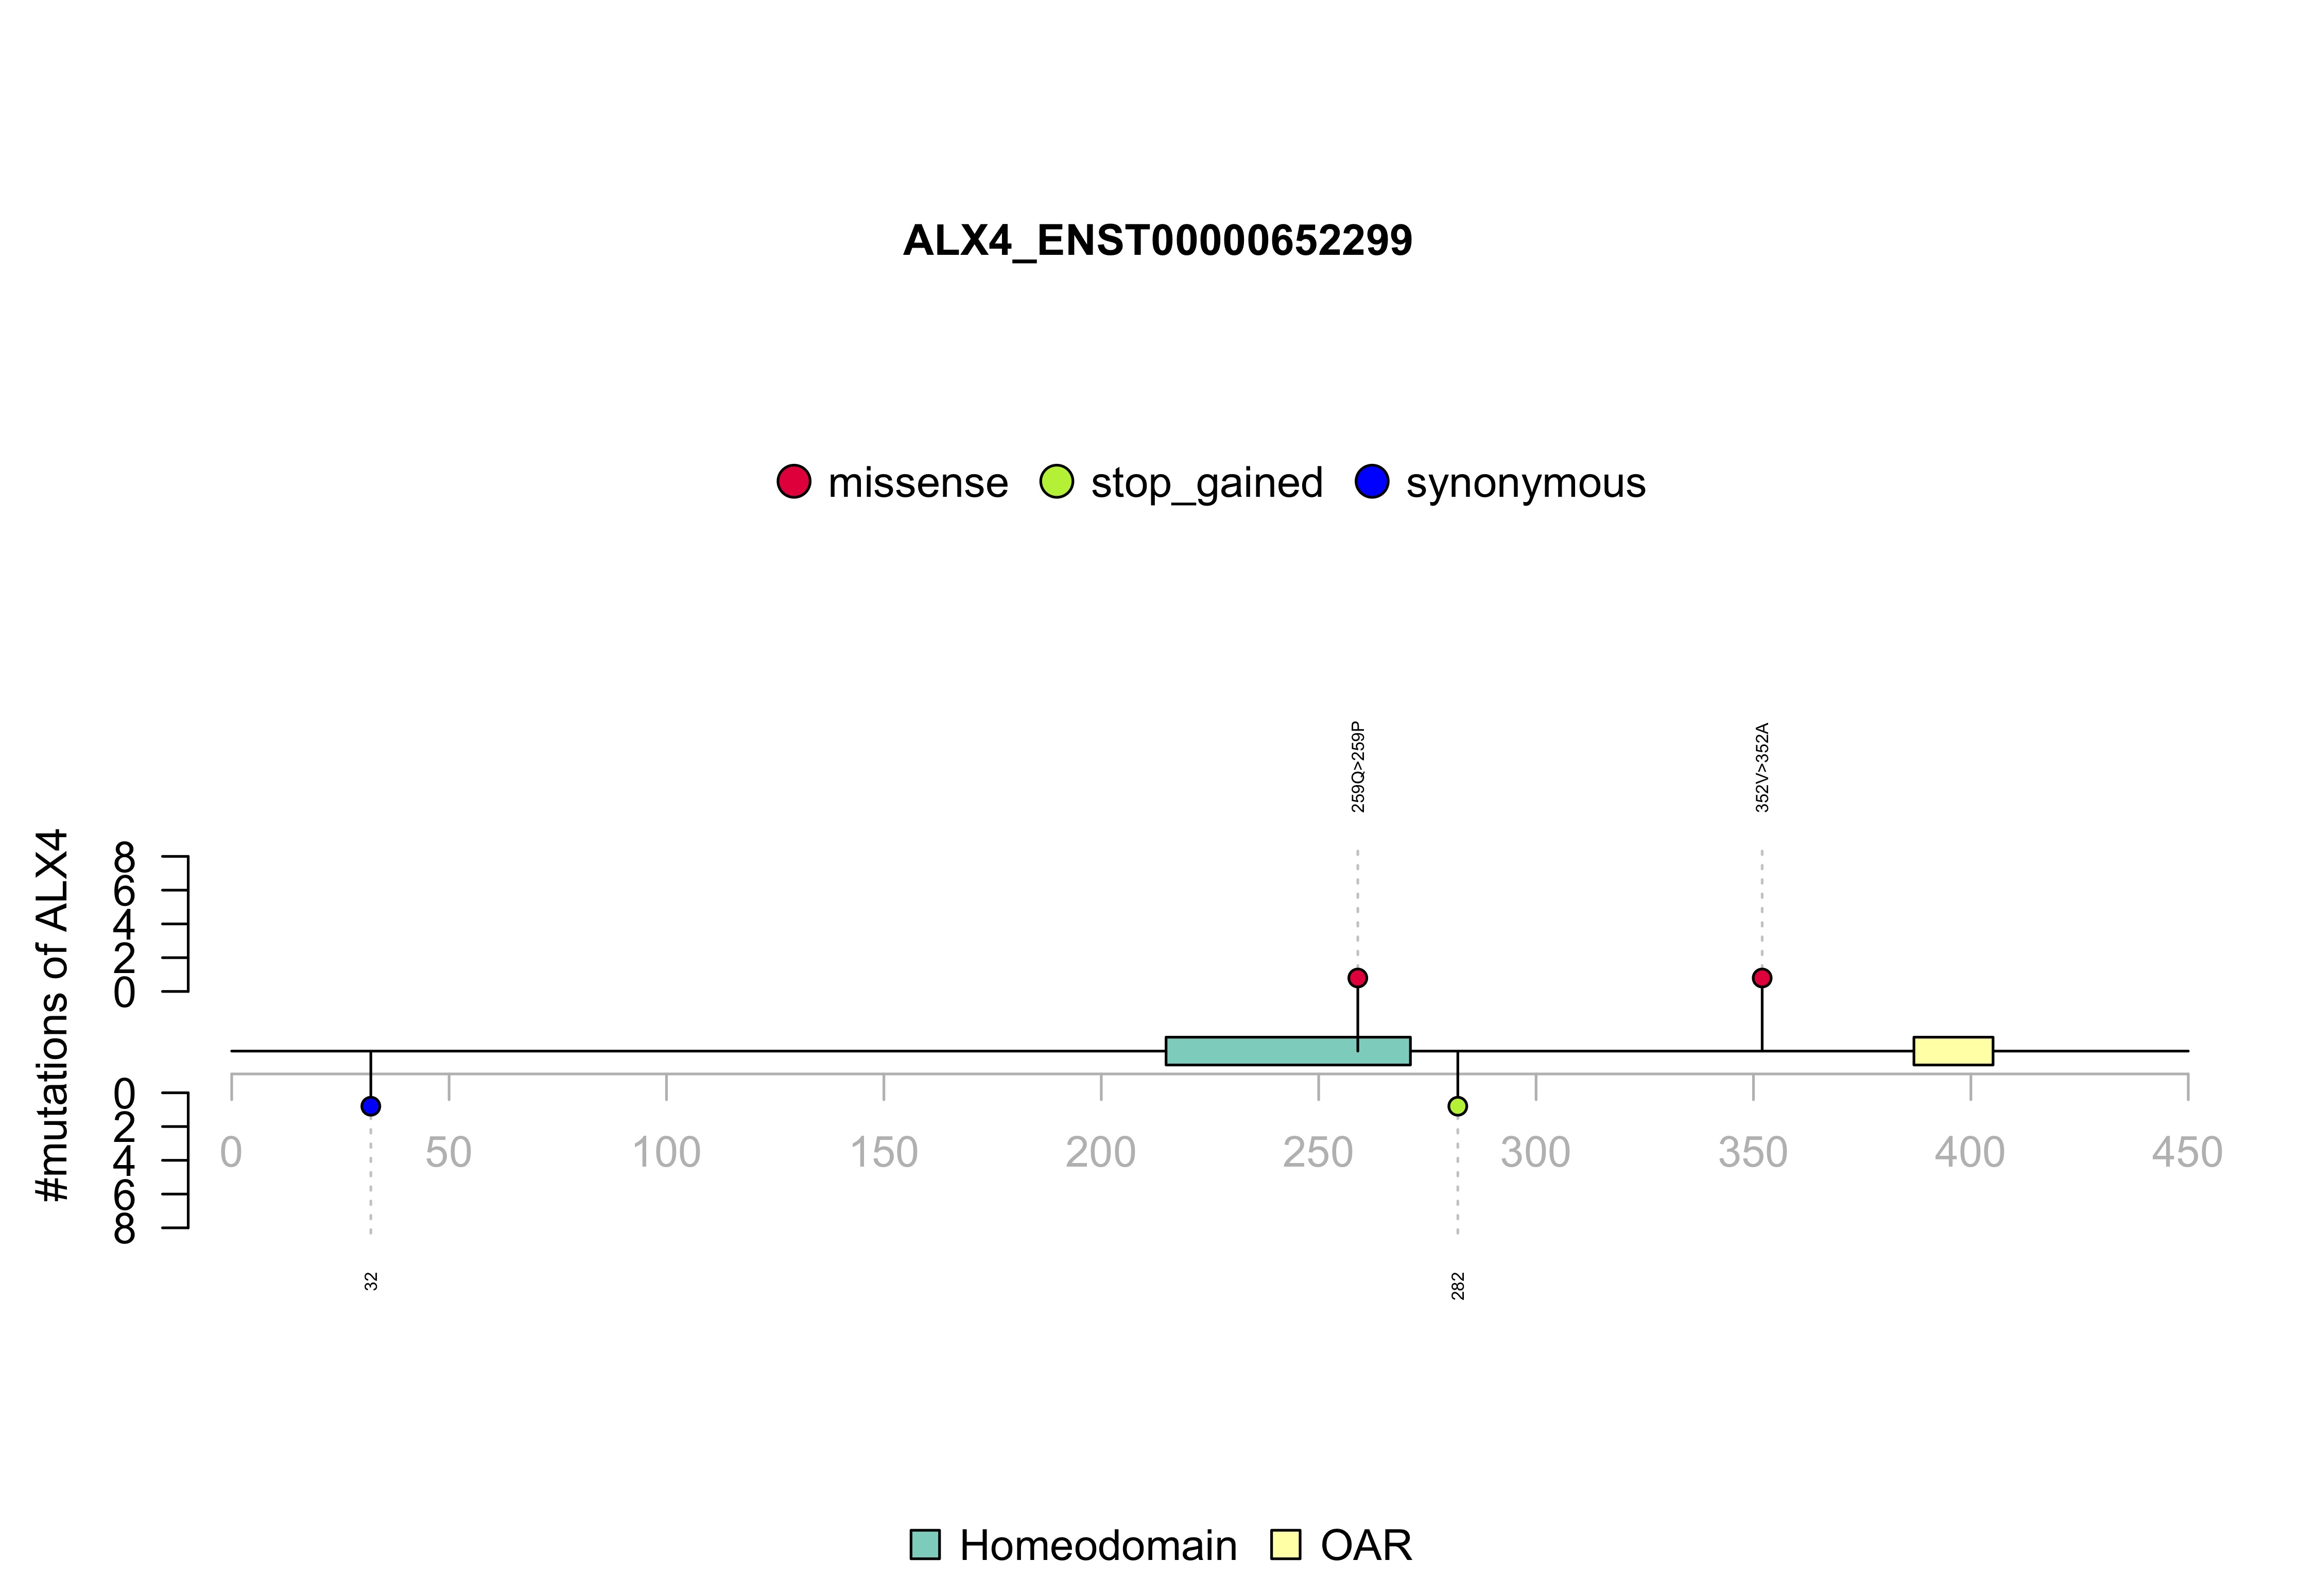 ALX4_ENST00000652299
missense stop_gained synonymous
259Q>259P 352V>352A
#mutations of ALX4
8
6
4
2
0
0
2
4
6
8
0 50 100 150 200 250 300 350 400 450
32 282
Homeodomain OAR